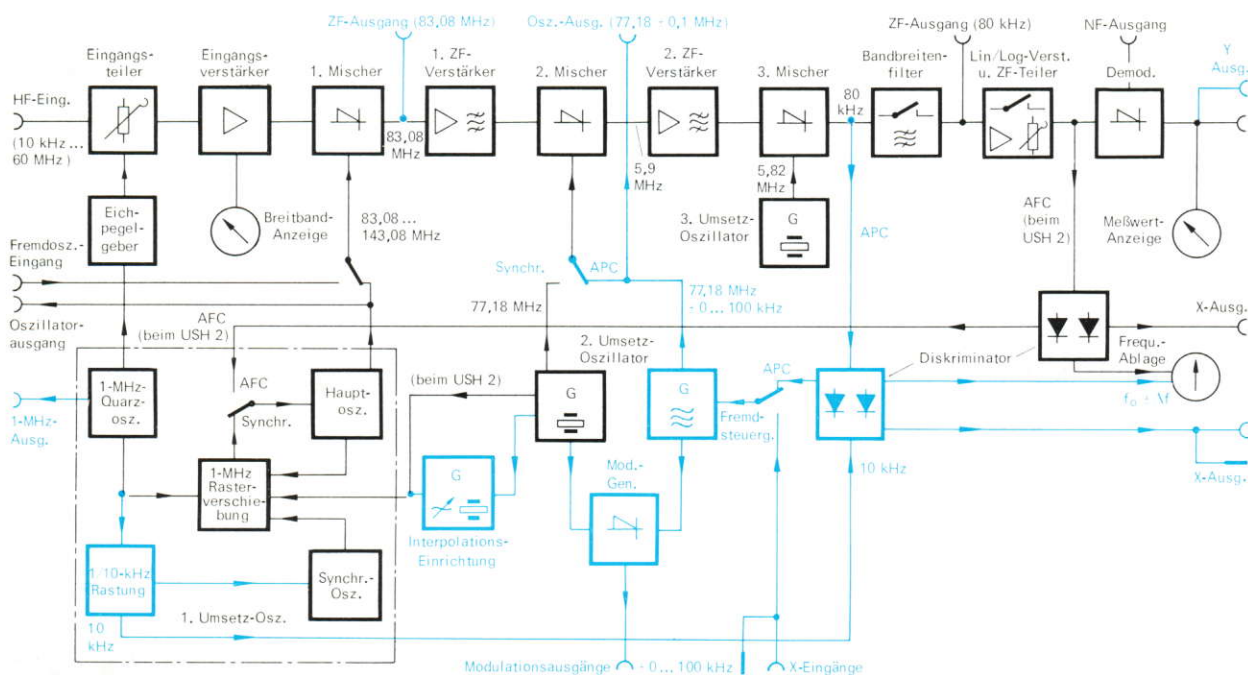 ZF-Ausgang (83,08 MHz)
Osz.-Ausg. (77,18 - 0,1 MHz)
ZF-Ausgang (80 kHz)
NF-Ausgang
Y
Ausg.
Eingangs-
teiler
Eingangs-
verstärker
1. Mischer
1. ZF-
Verstärker
2. Mischer
2. ZF-
Verstärker
3. Mischer
Bandbreiten-
filter
Lin/Log-Verst.
u. ZF-Teiler
Demod.
HF-Eing.
(10 kHz ...
60 MHz)
83,08
MHz
5,9
MHz
80
kHz
5,82
MHz
G
3. Umsetz-
Oszillator
Eich-
pegel-
geber
Breitband-
Anzeige
83,08 ...
143,08 MHz
APC
AFC
(beim
USH 2)
Meßwert-
Anzeige
Fremdosz.-
Eingang
Oszillator-
ausgang
Synchr.
APC
77,18 MHz
77,18 MHz
- 0 ... 100 kHz
AFC
(beim USH 2)
X-Ausg.
Frequ.-
Ablage
Diskriminator
2. Umsetz-
Oszillator
(beim USH 2)
1-MHz-
Quarz-
osz.
1-MHz-
Ausg.
AFC
Synchr.
Haupt-
osz.
G
G
APC
Fremd-
steuerg.
X-Ausg.
10 kHz
1-MHz
Raster-
verschie-
bung
G
Interpolations-
Einrichtung
Mod.-
Gen.
1/10-kHz
Rastung
Synchr.-
Osz.
1. Umsetz-Osz.
10
kHz
Modulationsausgänge
- 0 ... 100 kHz
X-Eingänge